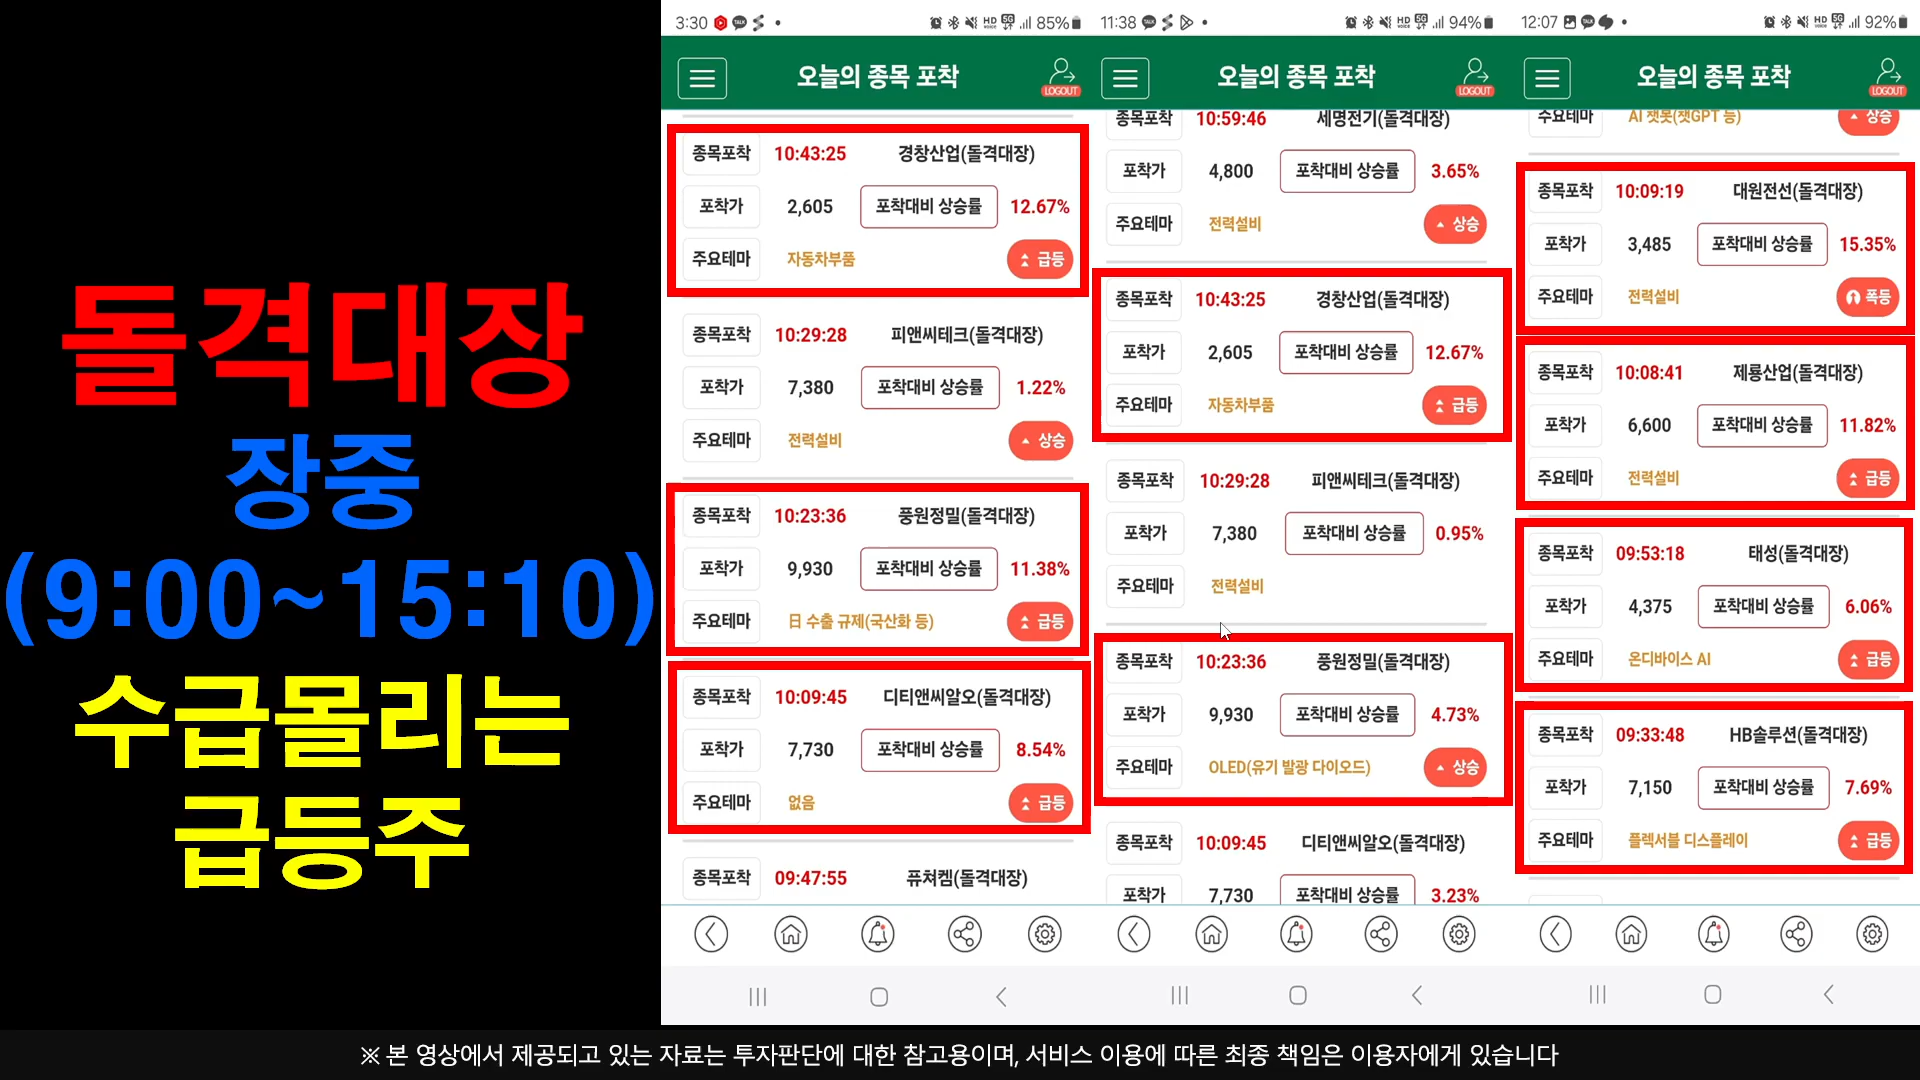 돌격대장
장중
(9:00~15:10)
수급몰리는
급등주
3:30
85%
오늘의 종목 포착
LOGOUT
종목포착 10:43:25 경창산업(돌격대장)
포착가 2,605 포착대비 상승률 12.67%
주요테마 자동차부품 급등
종목포착 10:29:28 피앤씨테크(돌격대장)
포착가 7,380 포착대비 상승률 1.22%
주요테마 전력설비 상승
종목포착 10:23:36 풍원정밀(돌격대장)
포착가 9,930 포착대비 상승률 11.38%
주요테마 日 수출 규제(국산화 등) 급등
종목포착 10:09:45 디티앤씨알오(돌격대장)
포착가 7,730 포착대비 상승률 8.54%
주요테마 없음 급등
종목포착 09:47:55 퓨쳐켐(돌격대장)
11:38
94%
오늘의 종목 포착
LOGOUT
종목포착 10:59:46 세명전기(돌격대장)
포착가 4,800 포착대비 상승률 3.65%
주요테마 전력설비 상승
종목포착 10:43:25 경창산업(돌격대장)
포착가 2,605 포착대비 상승률 12.67%
주요테마 자동차부품 급등
종목포착 10:29:28 피앤씨테크(돌격대장)
포착가 7,380 포착대비 상승률 0.95%
주요테마 전력설비
종목포착 10:23:36 풍원정밀(돌격대장)
포착가 9,930 포착대비 상승률 4.73%
주요테마 OLED(유기 발광 다이오드) 상승
종목포착 10:09:45 디티앤씨알오(돌격대장)
포착가 7,730 포착대비 상승률 3.23%
12:07
92%
오늘의 종목 포착
LOGOUT
주요테마 AI 챗봇(챗GPT 등) 상승
종목포착 10:09:19 대원전선(돌격대장)
포착가 3,485 포착대비 상승률 15.35%
주요테마 전력설비 폭등
종목포착 10:08:41 제룡산업(돌격대장)
포착가 6,600 포착대비 상승률 11.82%
주요테마 전력설비 급등
종목포착 09:53:18 태성(돌격대장)
포착가 4,375 포착대비 상승률 6.06%
주요테마 온디바이스 AI 급등
종목포착 09:33:48 HB솔루션(돌격대장)
포착가 7,150 포착대비 상승률 7.69%
주요테마 플렉서블 디스플레이 급등
※ 본 영상에서 제공되고 있는 자료는 투자판단에 대한 참고용이며, 서비스 이용에 따른 최종 책임은 이용자에게 있습니다